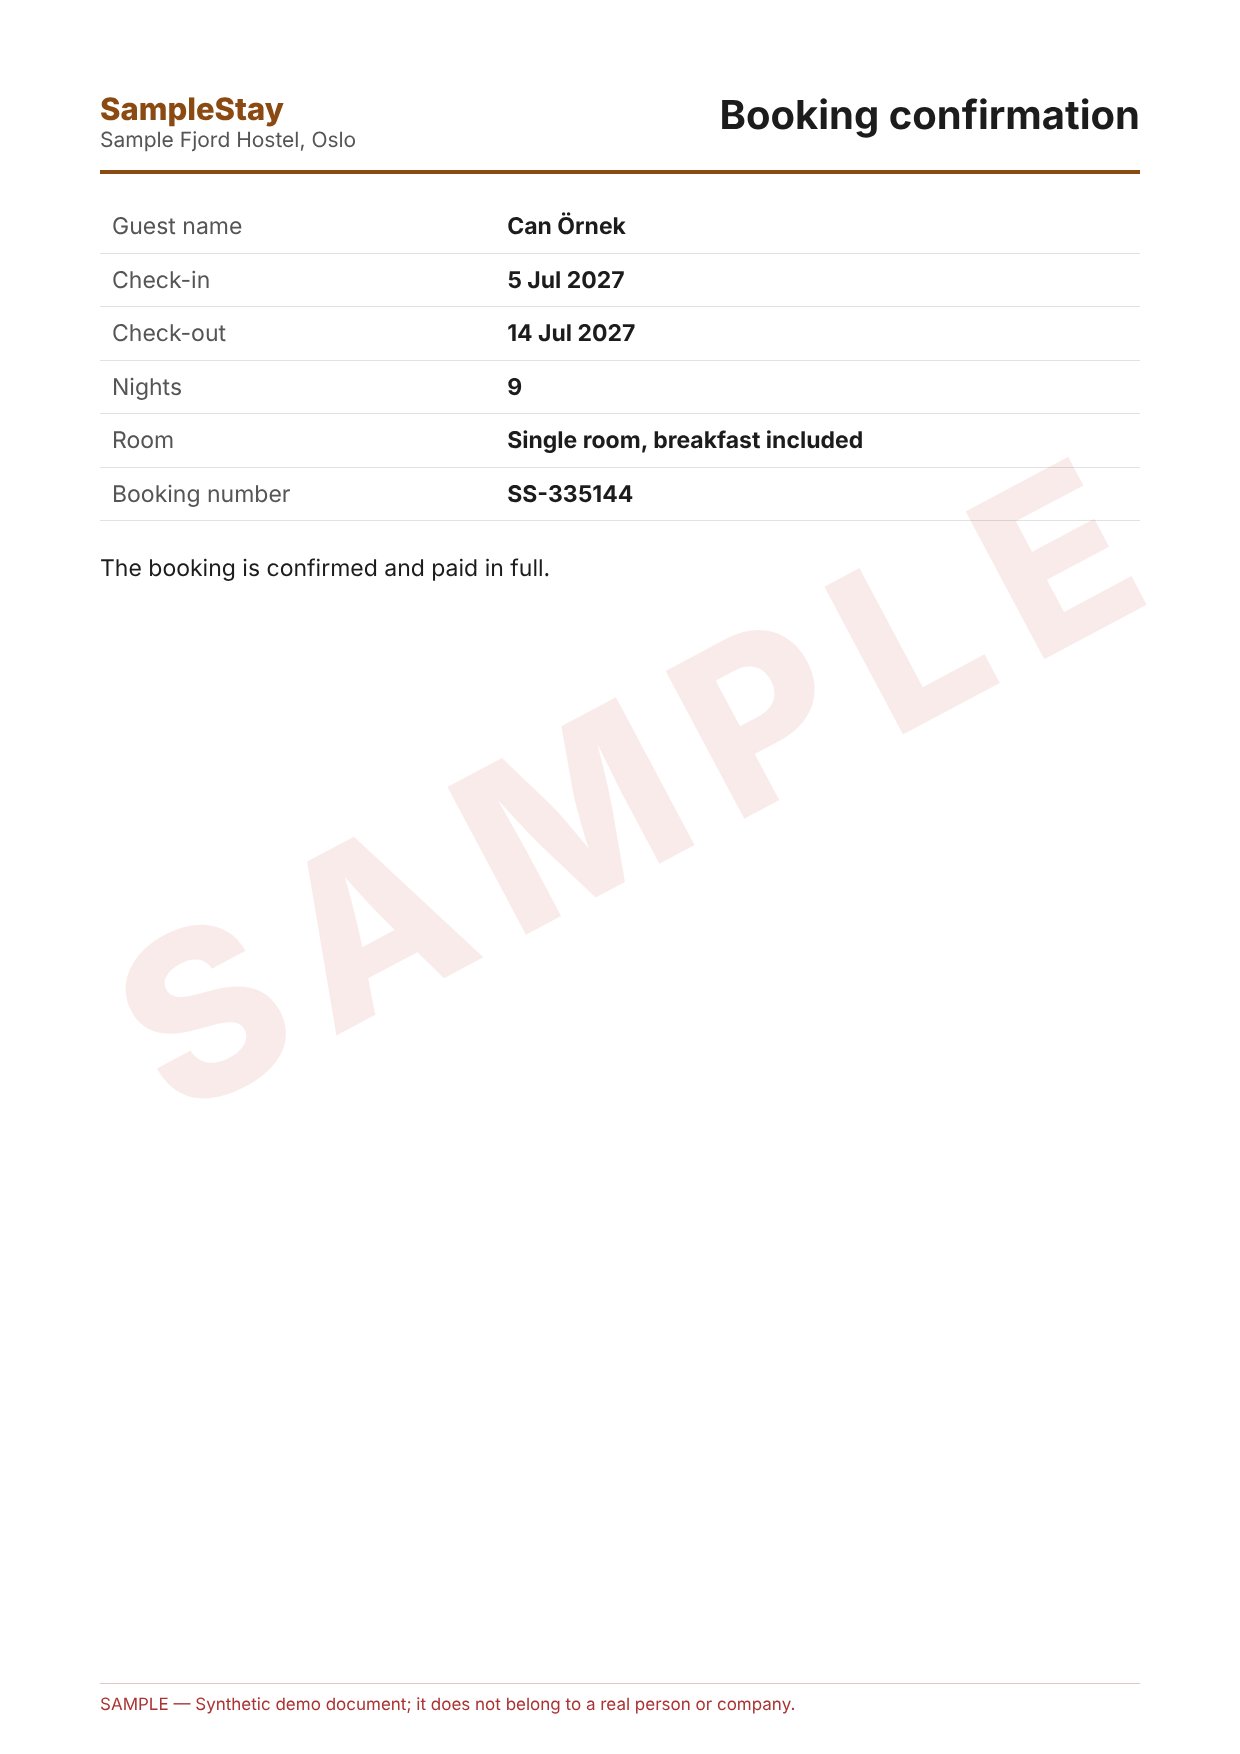 SampleStay
Sample Fjord Hostel, Oslo
Booking confirmation
Guest name Can Örnek
Check-in 5 Jul 2027
Check-out 14 Jul 2027
Nights 9
Room Single room, breakfast included
Booking number SS-335144
The booking is confirmed and paid in full.
SAMPLE
SAMPLE — Synthetic demo document; it does not belong to a real person or company.